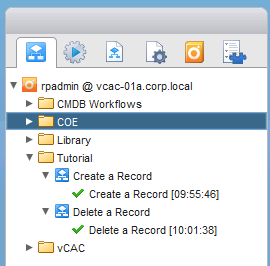 rpadmin @ vcac-01a.corp.local
CMDB Workflows
COE
Library
Tutorial
Create a Record
Create a Record [09:55:46]
Delete a Record
Delete a Record [10:01:38]
vCAC